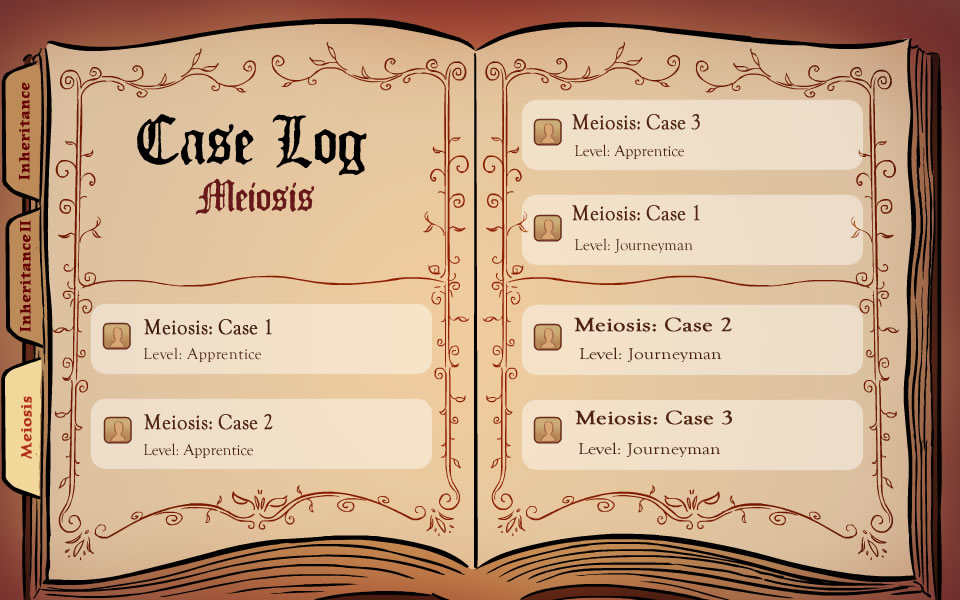 Inheritance
Inheritance II
Meiosis
Case Log
Meiosis
Meiosis: Case 1
Level: Apprentice
Meiosis: Case 2
Level: Apprentice
Meiosis: Case 3
Level: Apprentice
Meiosis: Case 1
Level: Journeyman
Meiosis: Case 2
Level: Journeyman
Meiosis: Case 3
Level: Journeyman